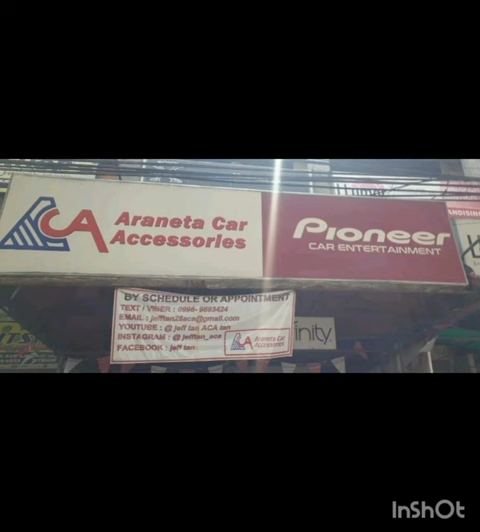 ACA Araneta Car
Accessories
Pioneer
CAR ENTERTAINMENT
BY SCHEDULE OR APPOINTMENT
TEXT / VIBER : 0996- 9893424
EMAIL : jefftan28aca@gmail.com
YOUTUBE : @ jeff tan ACA tan
INSTAGRAM : @ jefftan_aca
FACEBOOK : jeff tan
ACA Araneta Car
Accessories
inity
InShOt